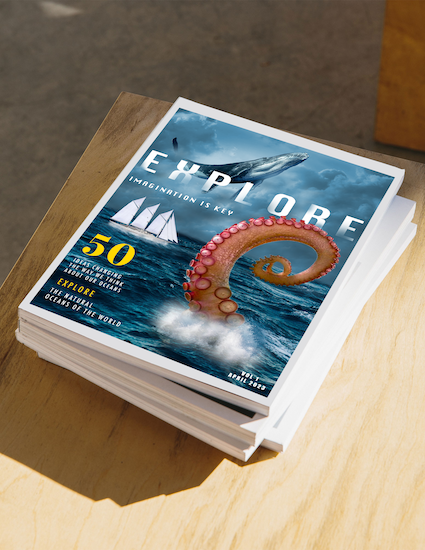 EXPLORE
IMAGINATION IS KEY
50
IDEAS CHANGING
THE WAY WE THINK
ABOUT OUR OCEANS
EXPLORE
THE NATURAL
OCEANS OF THE WORLD
VOL 1
APRIL 2023